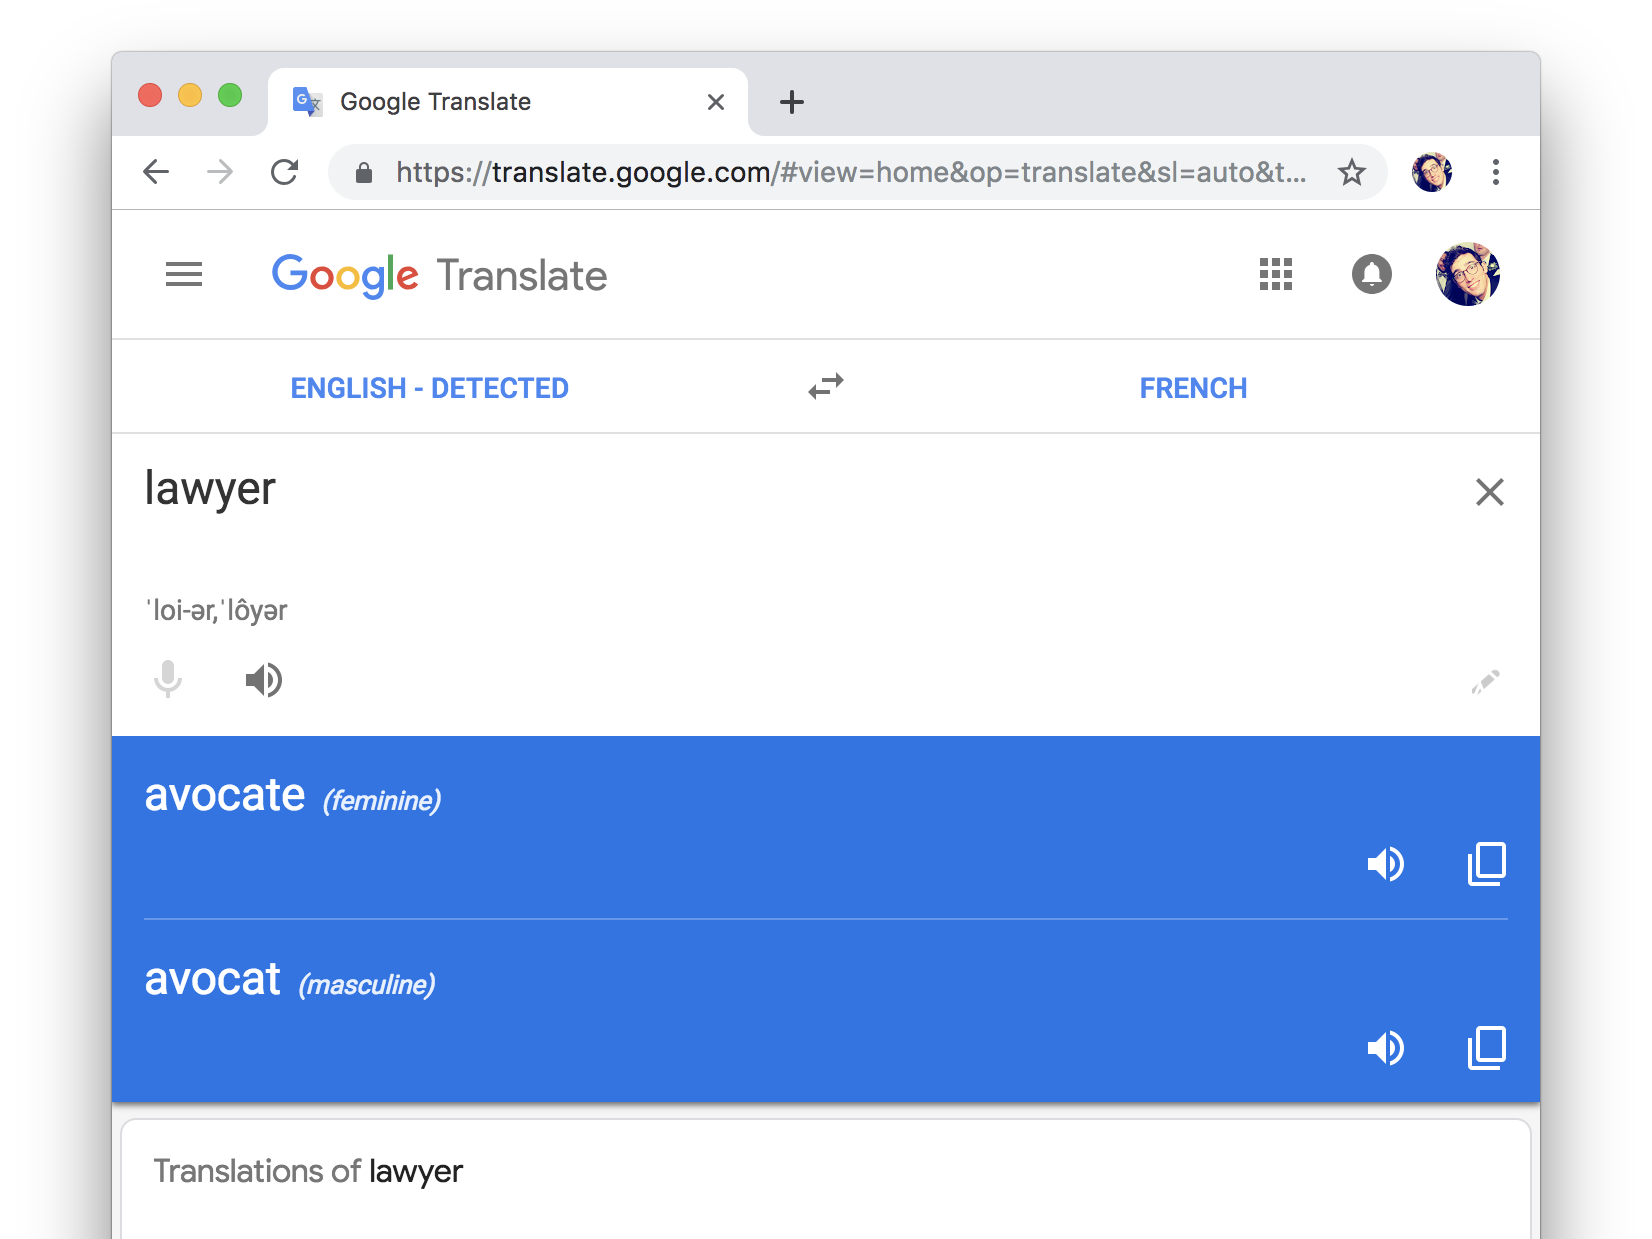 Google Translate
https://translate.google.com/#view=home&op=translate&sl=auto&t...
Google Translate
ENGLISH - DETECTED
FRENCH
lawyer
ˈloi-ər,ˈlôyər
avocate (feminine)
avocat (masculine)
Translations of lawyer